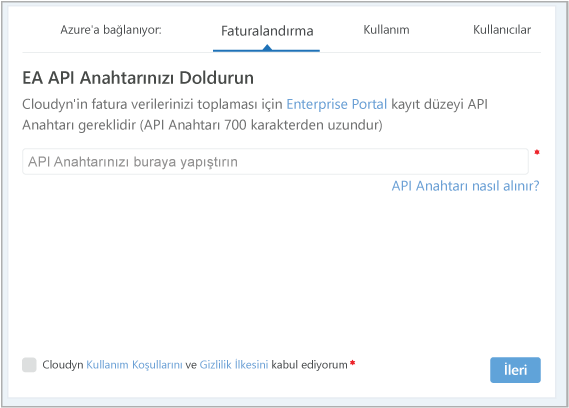 Azure'a bağlanıyor: Faturalandırma Kullanım Kullanıcılar
EA API Anahtarınızı Doldurun
Cloudyn'in fatura verilerinizi toplaması için Enterprise Portal kayıt düzeyi API
Anahtarı gereklidir (API Anahtarı 700 karakterden uzundur)
API Anahtarınızı buraya yapıştırın *
API Anahtarı nasıl alınır?
Cloudyn Kullanım Koşullarını ve Gizlilik İlkesini kabul ediyorum *
İleri